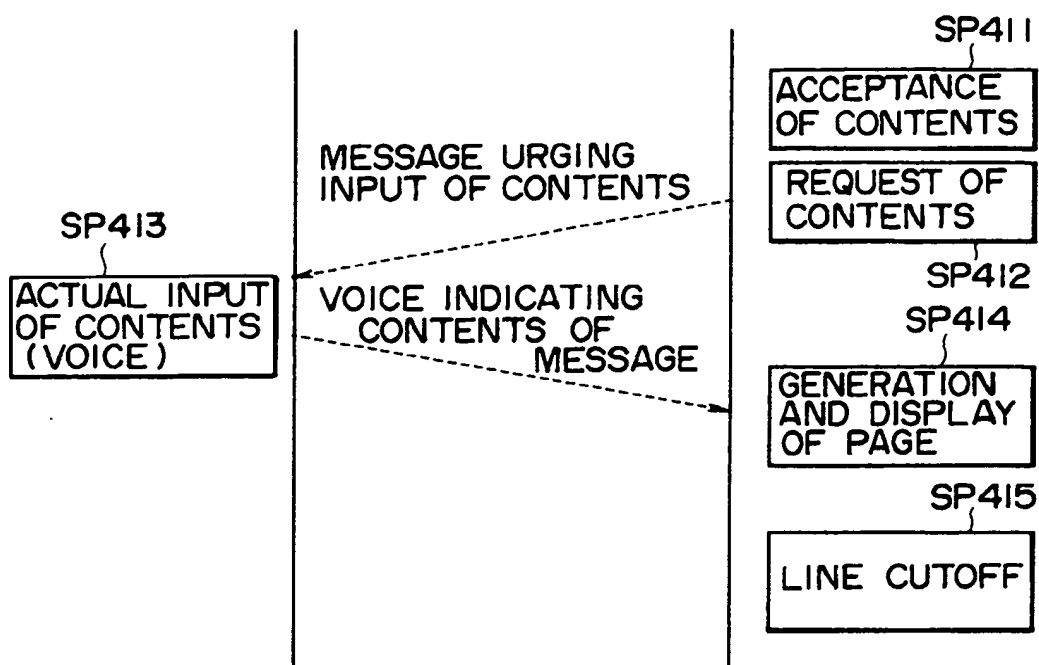 SP411
ACCEPTANCE
OF CONTENTS
MESSAGE URGING
INPUT OF CONTENTS
REQUEST OF
CONTENTS
SP412
SP413
ACTUAL INPUT
OF CONTENTS
(VOICE)
VOICE INDICATING
CONTENTS OF
MESSAGE
SP414
GENERATION
AND DISPLAY
OF PAGE
SP415
LINE CUTOFF